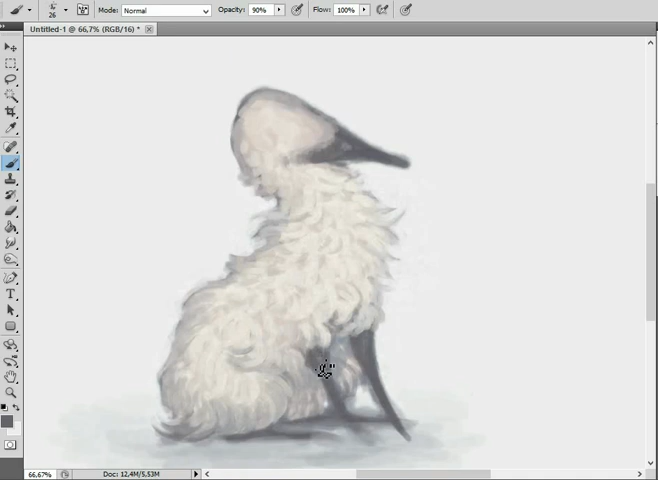 Mode: Normal Opacity: 90% Flow: 100%
26
Untitled-1 @ 66,7% (RGB/16) *
T
66,67% Doc: 12,4M/5,53M